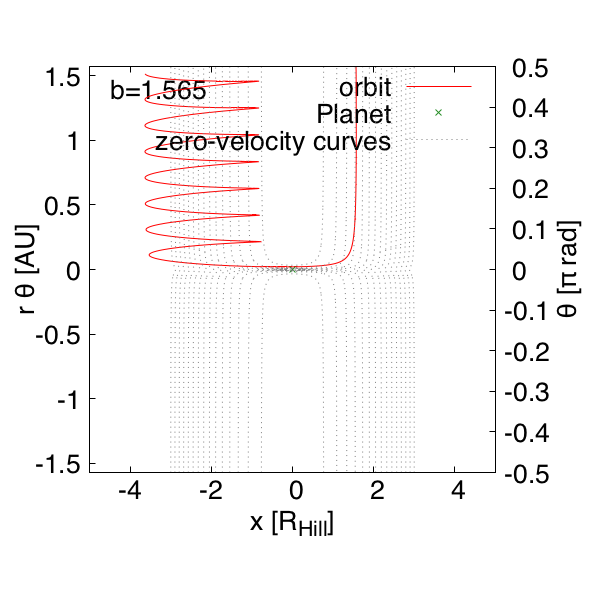 b=1.565
orbit
Planet
zero-velocity curves
1.5
1
0.5
0
-0.5
-1
-1.5
r θ [AU]
0.5
0.4
0.3
0.2
0.1
0
-0.1
-0.2
-0.3
-0.4
-0.5
θ [π rad]
-4 -2 0 2 4
x [R_Hill]